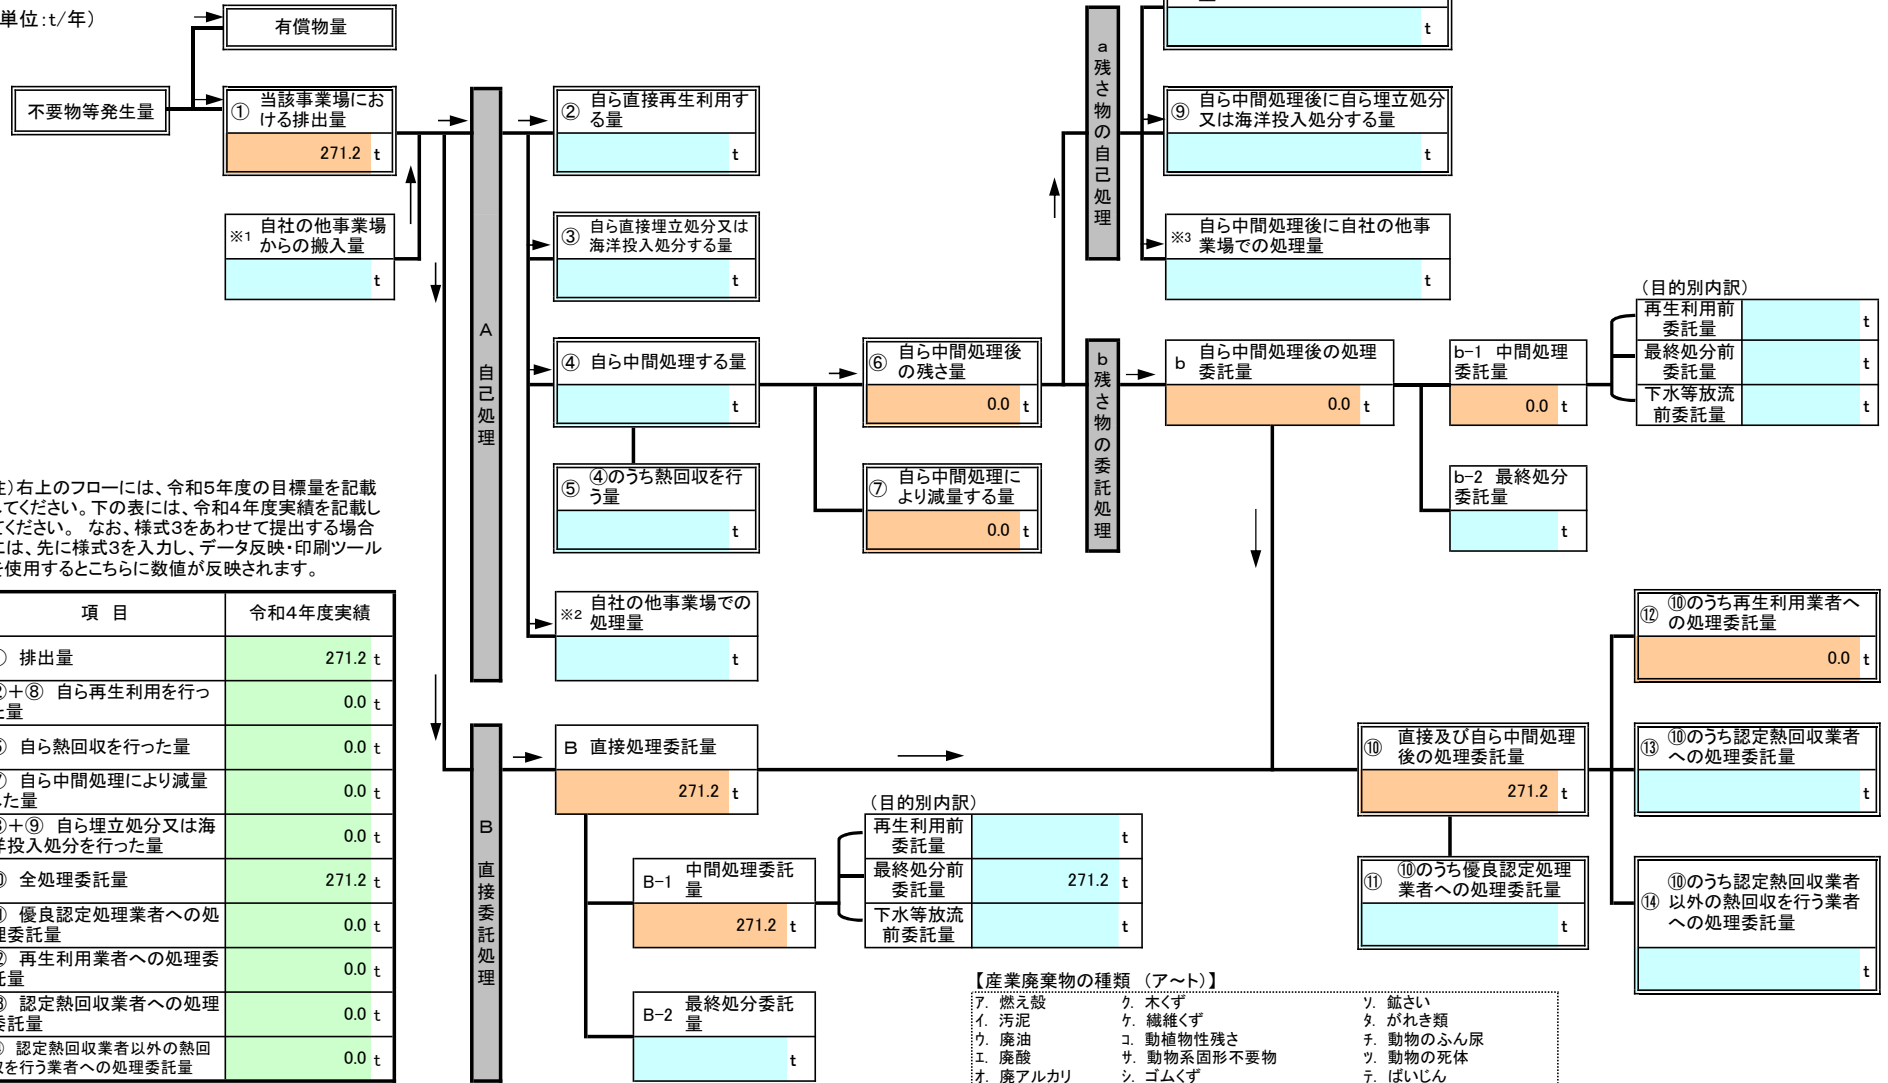 単位:t/年）
有償物量
不要物等発生量
① 当該事業場にお
ける排出量
271.2 t
※1 自社の他事業場
からの搬入量
t
A 自己処理
② 自ら直接再生利用す
る量
t
③ 自ら直接埋立処分又は
海洋投入処分する量
t
④ 自ら中間処理する量
t
⑤ ④のうち熱回収を行
う量
t
※2 自社の他事業場での
処理量
t
⑥ 自ら中間処理後
の残さ量
0.0 t
⑦ 自ら中間処理に
より減量する量
0.0 t
a 残さ物の自己処理
t
⑨ 自ら中間処理後に自ら埋立処分
又は海洋投入処分する量
t
※3 自ら中間処理後に自社の他事
業場での処理量
t
b 残さ物の委託処理
b 自ら中間処理後の処理
委託量
0.0 t
b-1 中間処理
委託量
0.0 t
b-2 最終処分
委託量
t
（目的別内訳）
再生利用前
委託量
t
最終処分前
委託量
t
下水等放流
前委託量
t
注）右上のフローには、令和5年度の目標量を記載
してください。下の表には、令和4年度実績を記載し
てください。 なお、様式3をあわせて提出する場合
には、先に様式3を入力し、データ反映・印刷ツール
を使用するとこちらに数値が反映されます。
項 目 令和4年度実績
排出量 271.2 t
②+⑧ 自ら再生利用を行っ
た量 0.0 t
自ら熱回収を行った量 0.0 t
自ら中間処理により減量
した量 0.0 t
③+⑨ 自ら埋立処分又は海
洋投入処分を行った量 0.0 t
全処理委託量 271.2 t
優良認定処理業者への処
理委託量 0.0 t
再生利用業者への処理委
託量 0.0 t
認定熱回収業者への処理
委託量 0.0 t
認定熱回収業者以外の熱回
収を行う業者への処理委託量 0.0 t
B 直接委託処理
B 直接処理委託量
271.2 t
B-1 中間処理委託
量
271.2 t
B-2 最終処分委託
量
t
（目的別内訳）
再生利用前
委託量
t
最終処分前
委託量
271.2 t
下水等放流
前委託量
t
⑩ 直接及び自ら中間処理
後の処理委託量
271.2 t
⑪ ⑩のうち優良認定処理
業者への処理委託量
t
⑫ ⑩のうち再生利用業者へ
の処理委託量
0.0 t
⑬ ⑩のうち認定熱回収業者
への処理委託量
t
⑭ ⑩のうち認定熱回収業者
以外の熱回収を行う業者
への処理委託量
t
【産業廃棄物の種類 （ア～ト）】
ア. 燃え殻 ク. 木くず ソ. 鉱さい
イ. 汚泥 ケ. 繊維くず タ. がれき類
ウ. 廃油 コ. 動植物性残さ チ. 動物のふん尿
エ. 廃酸 サ. 動物系固形不要物 ツ. 動物の死体
オ. 廃アルカリ シ. ゴムくず テ. ばいじん